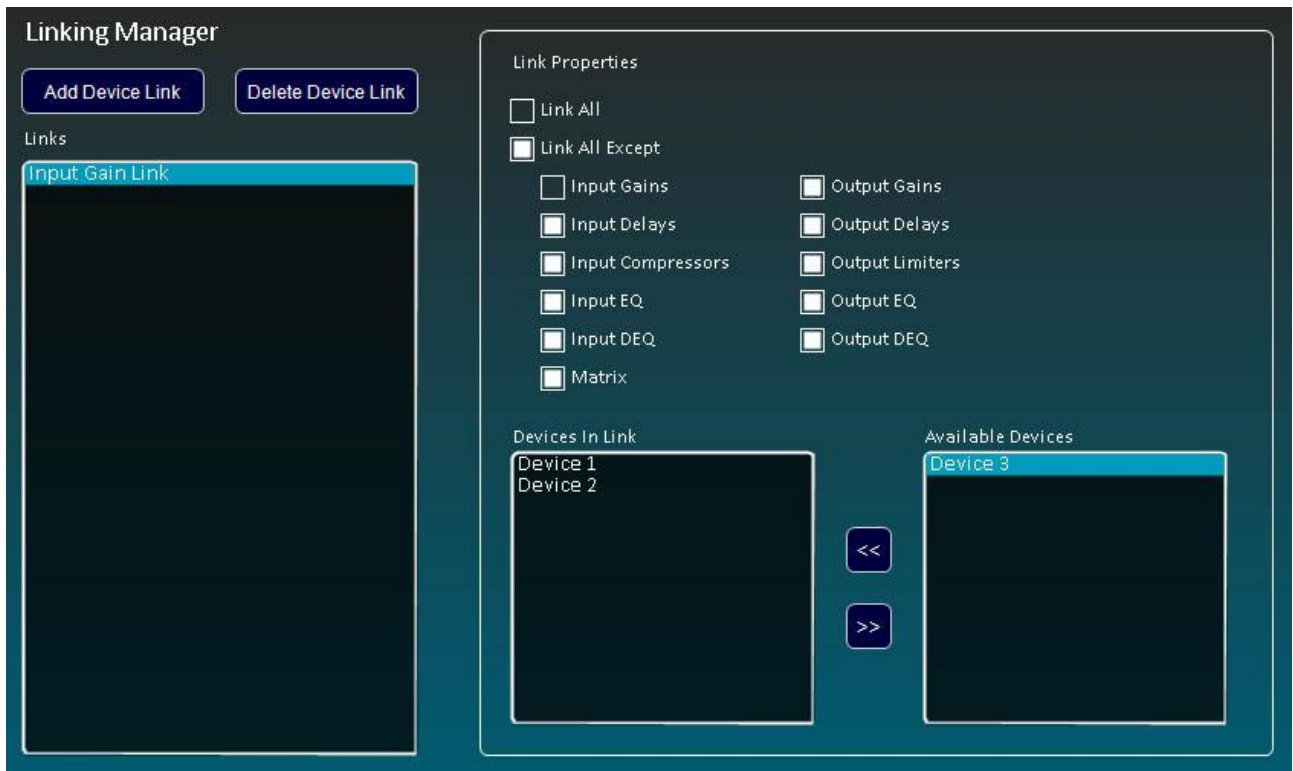 Linking Manager
Add Device Link
Delete Device Link
Links
Input Gain Link
Link Properties
Link All
Link All Except
Input Gains
Output Gains
Input Delays
Output Delays
Input Compressors
Output Limiters
Input EQ
Output EQ
Input DEQ
Output DEQ
Matrix
Devices In Link
Device 1
Device 2
<<
>>
Available Devices
Device 3